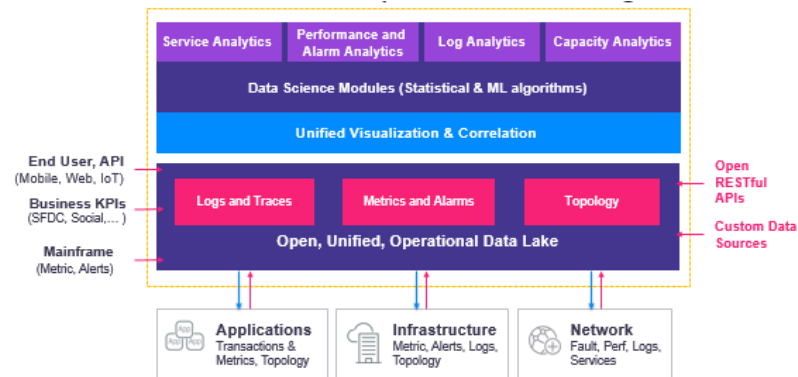 Service Analytics
Performance and
Alarm Analytics
Log Analytics
Capacity Analytics
Data Science Modules (Statistical & ML algorithms)
Unified Visualization & Correlation
End User, API
(Mobile, Web, IoT)
Business KPIs
(SFDC, Social,... )
Mainframe
(Metric, Alerts)
Logs and Traces
Metrics and Alarms
Topology
Open, Unified, Operational Data Lake
Open
RESTful
APIs
Custom Data
Sources
App
App
App
Applications
Transactions &
Metrics, Topology
Infrastructure
Metric, Alerts, Logs,
Topology
Network
Fault, Perf, Logs,
Services